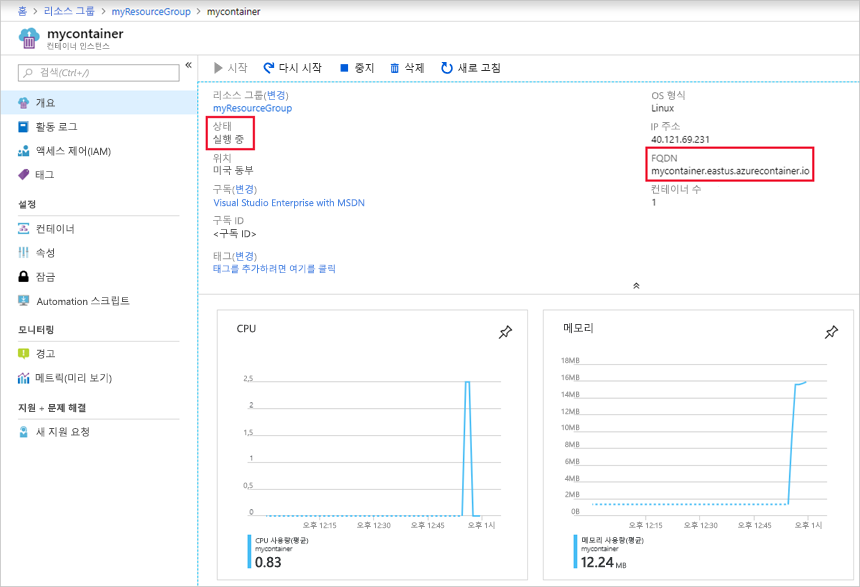 홈 > 리소스 그룹 > myResourceGroup > mycontainer
mycontainer
컨테이너 인스턴스
검색(Ctrl+/)
«
개요
활동 로그
액세스 제어(IAM)
태그
설정
컨테이너
속성
잠금
Automation 스크립트
모니터링
경고
메트릭(미리 보기)
지원 + 문제 해결
새 지원 요청
시작 다시 시작 중지 삭제 새로 고침
리소스 그룹(변경)
myResourceGroup
상태
실행 중
위치
미국 동부
구독(변경)
Visual Studio Enterprise with MSDN
구독 ID
<구독 ID>
태그(변경)
태그를 추가하려면 여기를 클릭
OS 형식
Linux
IP 주소
40.121.69.231
FQDN
mycontainer.eastus.azurecontainer.io
컨테이너 수
1
CPU
2,5
2
1,5
1
0,5
0
오후 12:15 오후 12:30 오후 12:45 오후 1시
CPU 사용량(평균)
mycontainer
0.83
메모리
18MB
16MB
14MB
12MB
10MB
8MB
6MB
4MB
2MB
0B
오후 12:15 오후 12:30 오후 12:45 오후 1시
메모리 사용량(평균)
mycontainer
12.24 MB